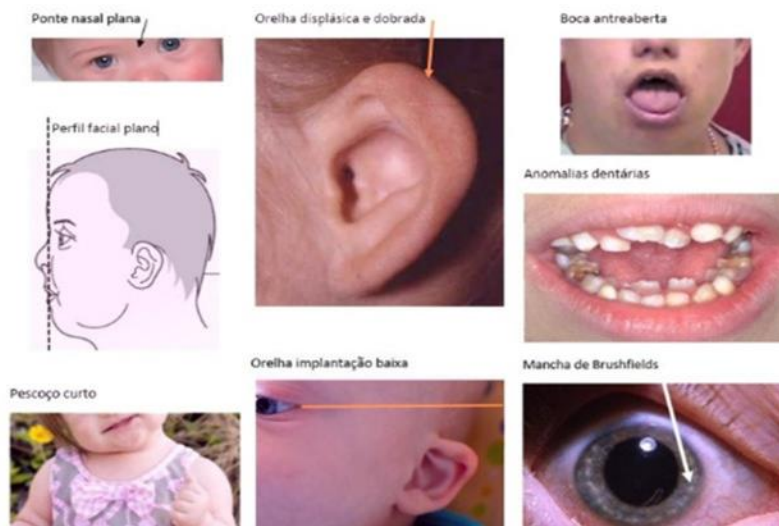 Ponte nasal plana
Orelha displásica e dobrada
Boca antreaberta
Perfil facial plano
Anomalias dentárias
Orelha implantação baixa
Mancha de Brushfields
Pescoço curto